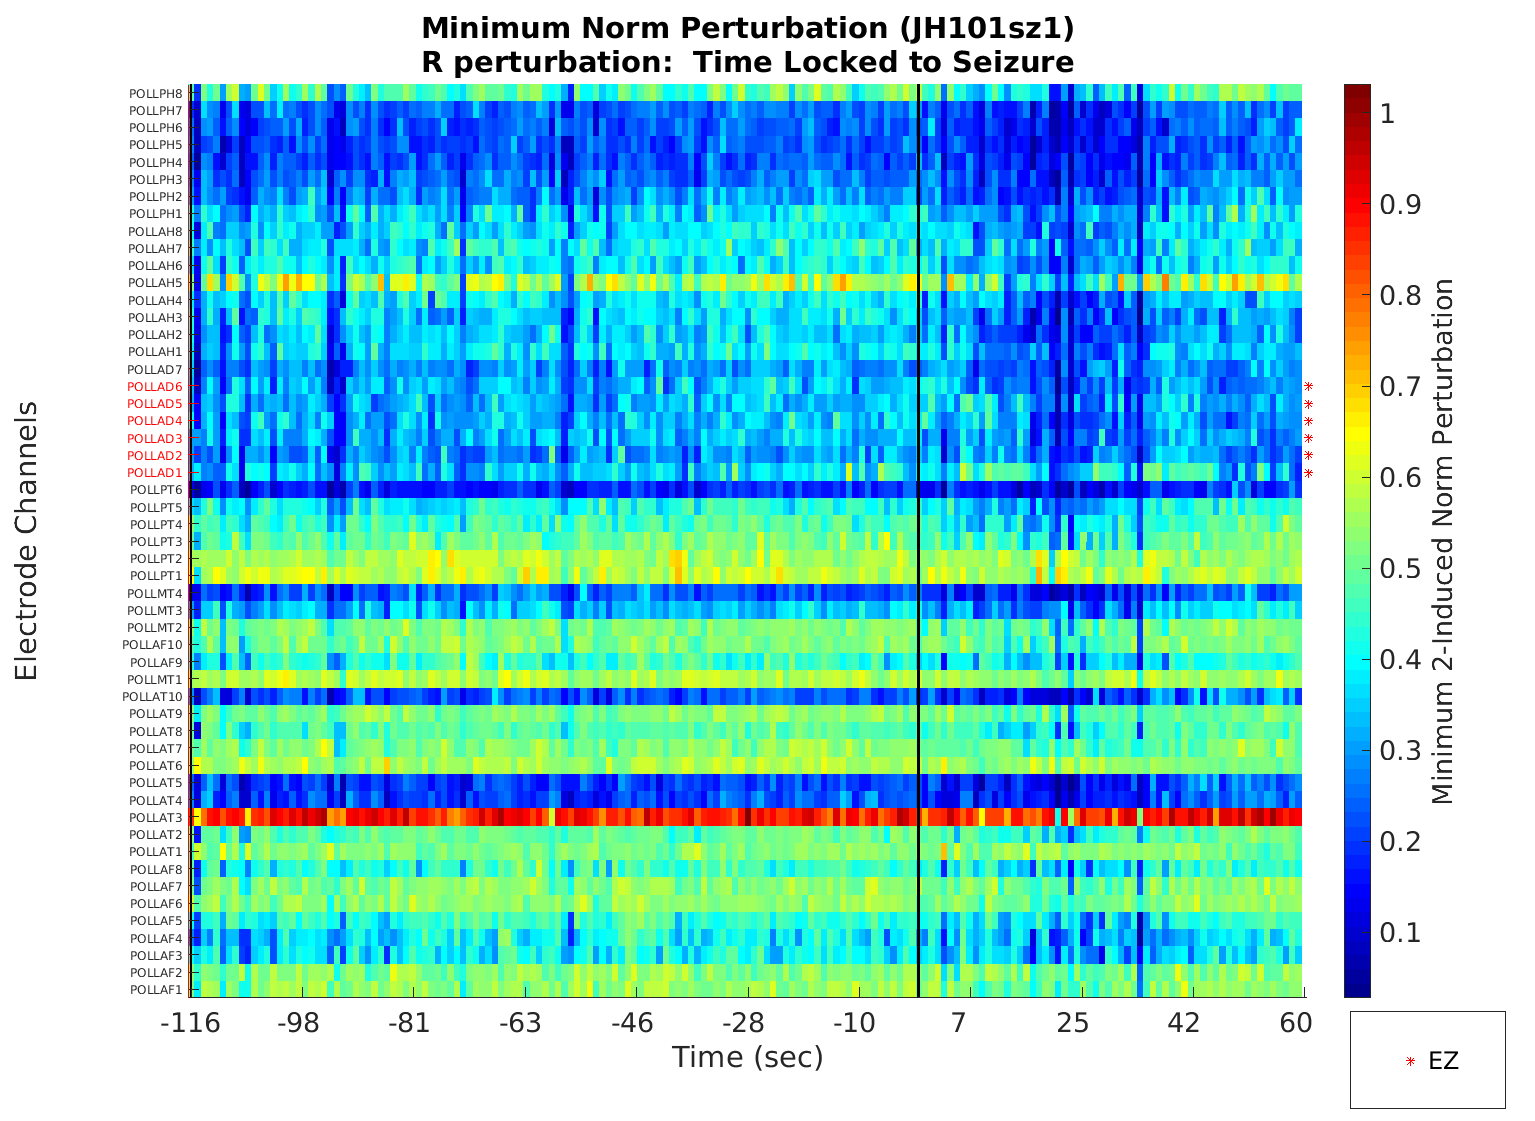 Minimum Norm Perturbation (JH101sz1)
R perturbation:  Time Locked to Seizure
Electrode Channels
POLLPH8
POLLPH7
POLLPH6
POLLPH5
POLLPH4
POLLPH3
POLLPH2
POLLPH1
POLLAH8
POLLAH7
POLLAH6
POLLAH5
POLLAH4
POLLAH3
POLLAH2
POLLAH1
POLLAD7
POLLAD6
POLLAD5
POLLAD4
POLLAD3
POLLAD2
POLLAD1
POLLPT6
POLLPT5
POLLPT4
POLLPT3
POLLPT2
POLLPT1
POLLMT4
POLLMT3
POLLMT2
POLLAF10
POLLAF9
POLLMT1
POLLAT10
POLLAT9
POLLAT8
POLLAT7
POLLAT6
POLLAT5
POLLAT4
POLLAT3
POLLAT2
POLLAT1
POLLAF8
POLLAF7
POLLAF6
POLLAF5
POLLAF4
POLLAF3
POLLAF2
POLLAF1
-116 -98 -81 -63 -46 -28 -10 7 25 42 60
Time (sec)
1
0.9
0.8
0.7
0.6
0.5
0.4
0.3
0.2
0.1
Minimum 2-Induced Norm Perturbation
EZ